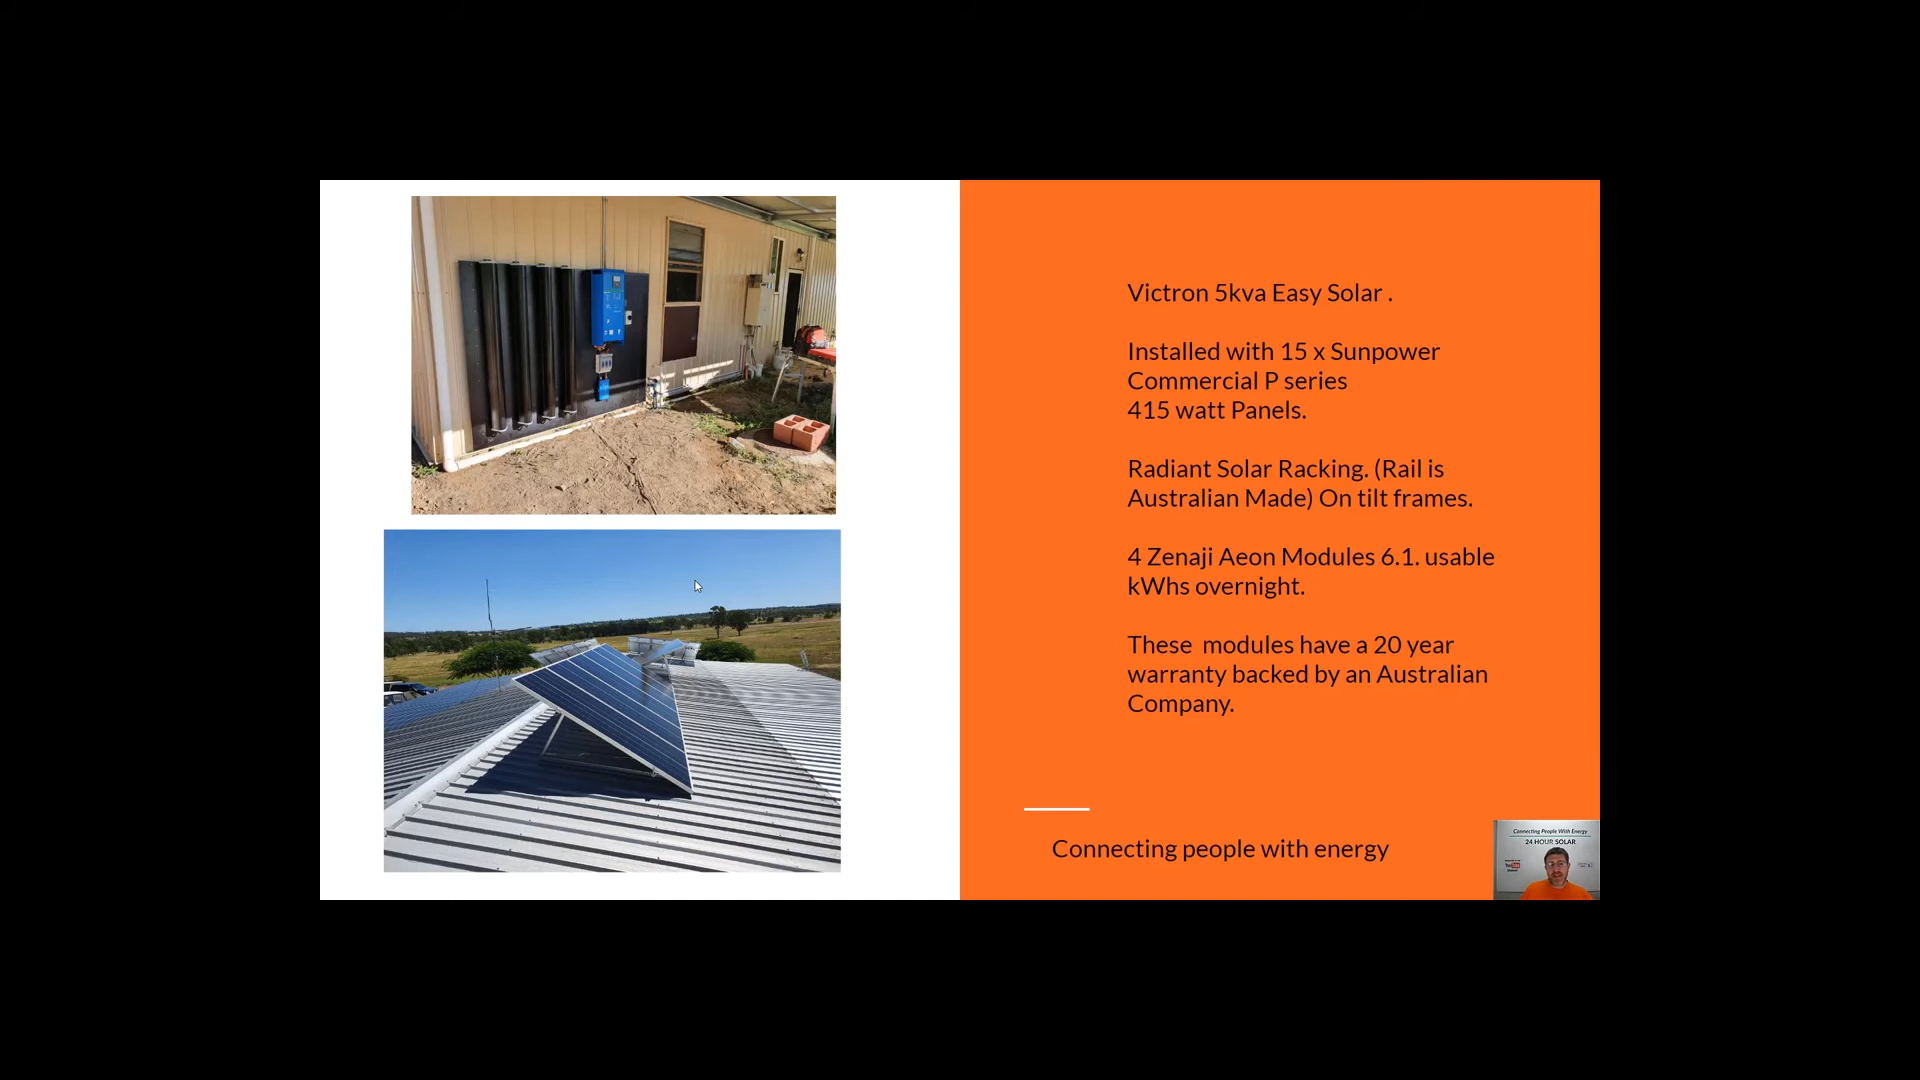 Victron 5kva Easy Solar .
Installed with 15 x Sunpower
Commercial P series
415 watt Panels.
Radiant Solar Racking. (Rail is
Australian Made) On tilt frames.
4 Zenaji Aeon Modules 6.1. usable
kWhs overnight.
These  modules have a 20 year
warranty backed by an Australian
Company.
Connecting people with energy
Connecting People With Energy
24 HOUR SOLAR